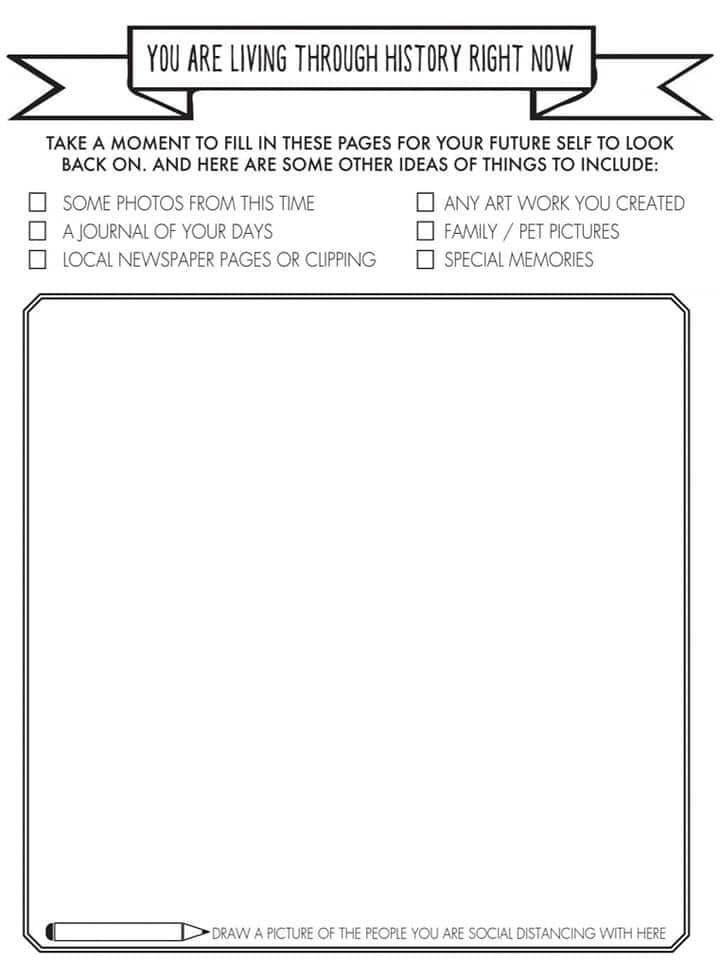 YOU ARE LIVING THROUGH HISTORY RIGHT NOW
TAKE A MOMENT TO FILL IN THESE PAGES FOR YOUR FUTURE SELF TO LOOK
BACK ON. AND HERE ARE SOME OTHER IDEAS OF THINGS TO INCLUDE:
SOME PHOTOS FROM THIS TIME
A JOURNAL OF YOUR DAYS
LOCAL NEWSPAPER PAGES OR CLIPPING
ANY ART WORK YOU CREATED
FAMILY / PET PICTURES
SPECIAL MEMORIES
DRAW A PICTURE OF THE PEOPLE YOU ARE SOCIAL DISTANCING WITH HERE